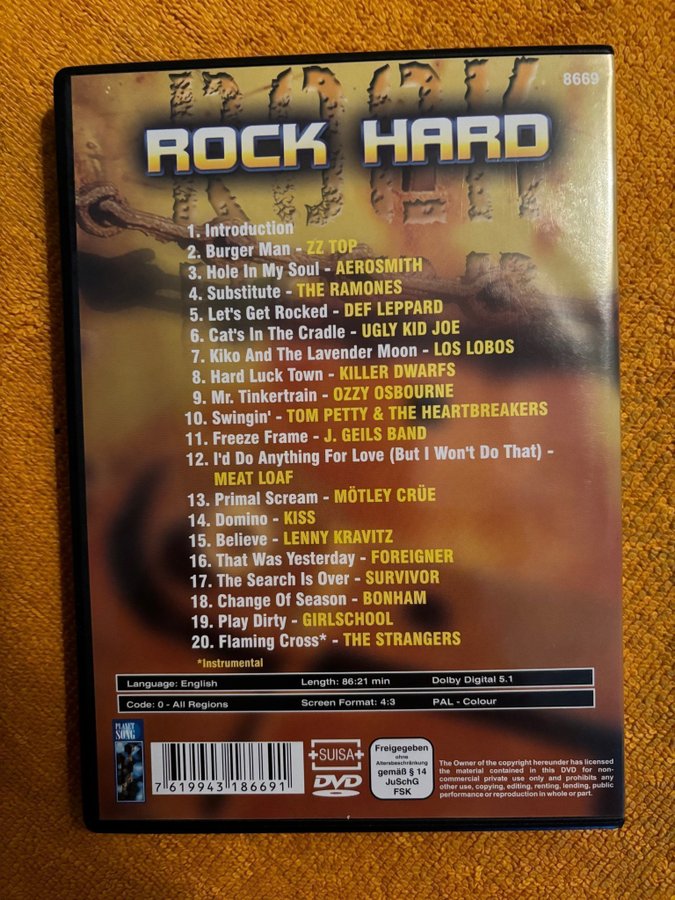 8669
ROCK
ROCK HARD
1. Introduction
2. Burger Man - ZZ TOP
3. Hole In My Soul - AEROSMITH
4. Substitute - THE RAMONES
5. Let's Get Rocked - DEF LEPPARD
6. Cat's In The Cradle - UGLY KID JOE
7. Kiko And The Lavender Moon - LOS LOBOS
8. Hard Luck Town - KILLER DWARFS
9. Mr. Tinkertrain - OZZY OSBOURNE
10. Swingin' - TOM PETTY & THE HEARTBREAKERS
11. Freeze Frame - J. GEILS BAND
12. I'd Do Anything For Love (But I Won't Do That) -
MEAT LOAF
13. Primal Scream - MÖTLEY CRÜE
14. Domino - KISS
15. Believe - LENNY KRAVITZ
16. That Was Yesterday - FOREIGNER
17. The Search Is Over - SURVIVOR
18. Change Of Season - BONHAM
19. Play Dirty - GIRLSCHOOL
20. Flaming Cross* - THE STRANGERS
*Instrumental
Language: English Length: 86:21 min Dolby Digital 5.1
Code: 0 - All Regions Screen Format: 4:3 PAL - Colour
PLANET
SONG
7 619943 186691
SUISA
DVD
Freigegeben
ohne
Altersbeschränkung
gemäß § 14
JuSchG
FSK
The Owner of the copyright hereunder has licensed
the material contained in this DVD for non-
commercial private use only and prohibits any
other use, copying, editing, renting, lending, public
performance or reproduction in whole or part.